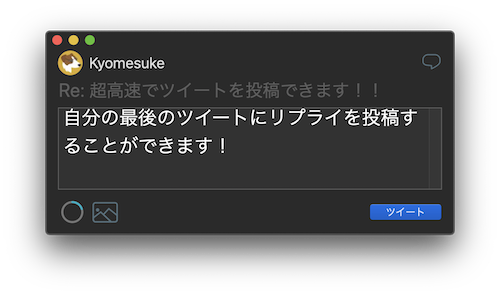 Kyomesuke
Re: 超高速でツイートを投稿できます！！
自分の最後のツイートにリプライを投稿す
ることができます！
ツイート